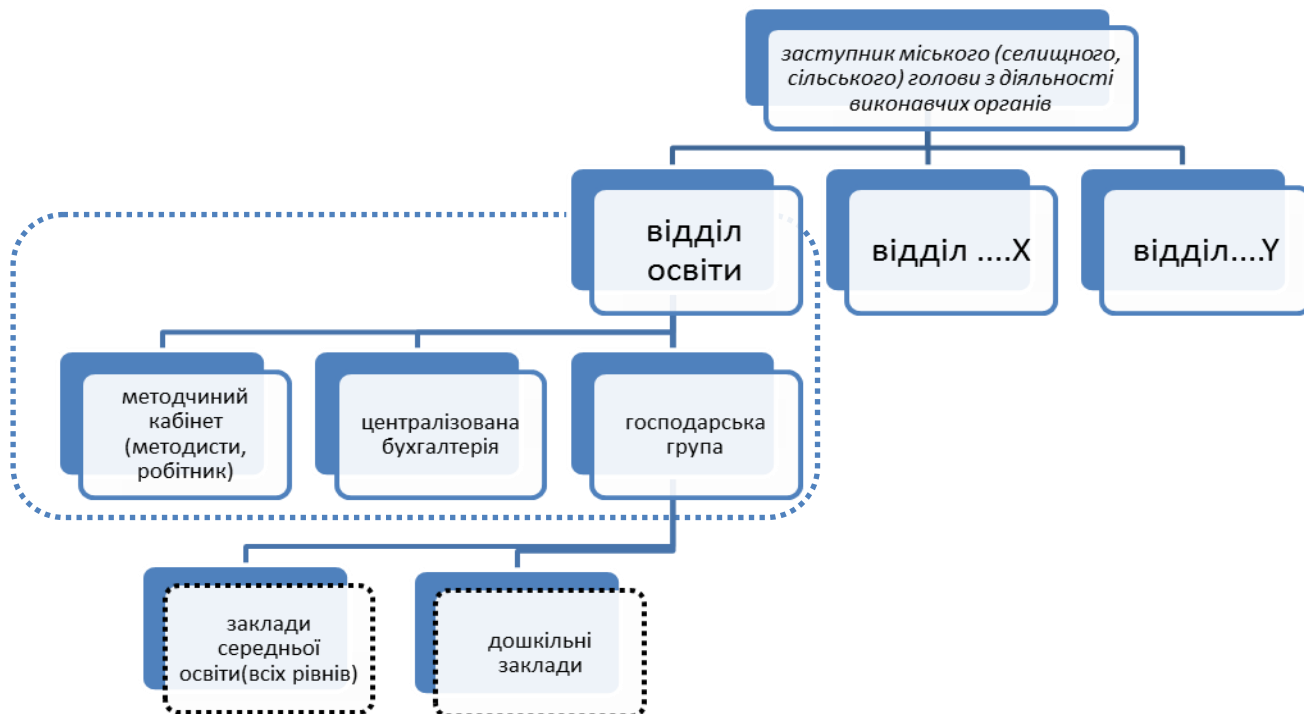 заступник міського (селищного,
сільського) голови з діяльності
виконавчих органів
відділ
освіти
відділ ....X
відділ....Y
методчиний
кабінет
(методисти,
робітник)
централізована
бухгалтерія
господарська
група
заклади
середньої
освіти(всіх рівнів)
дошкільні
заклади